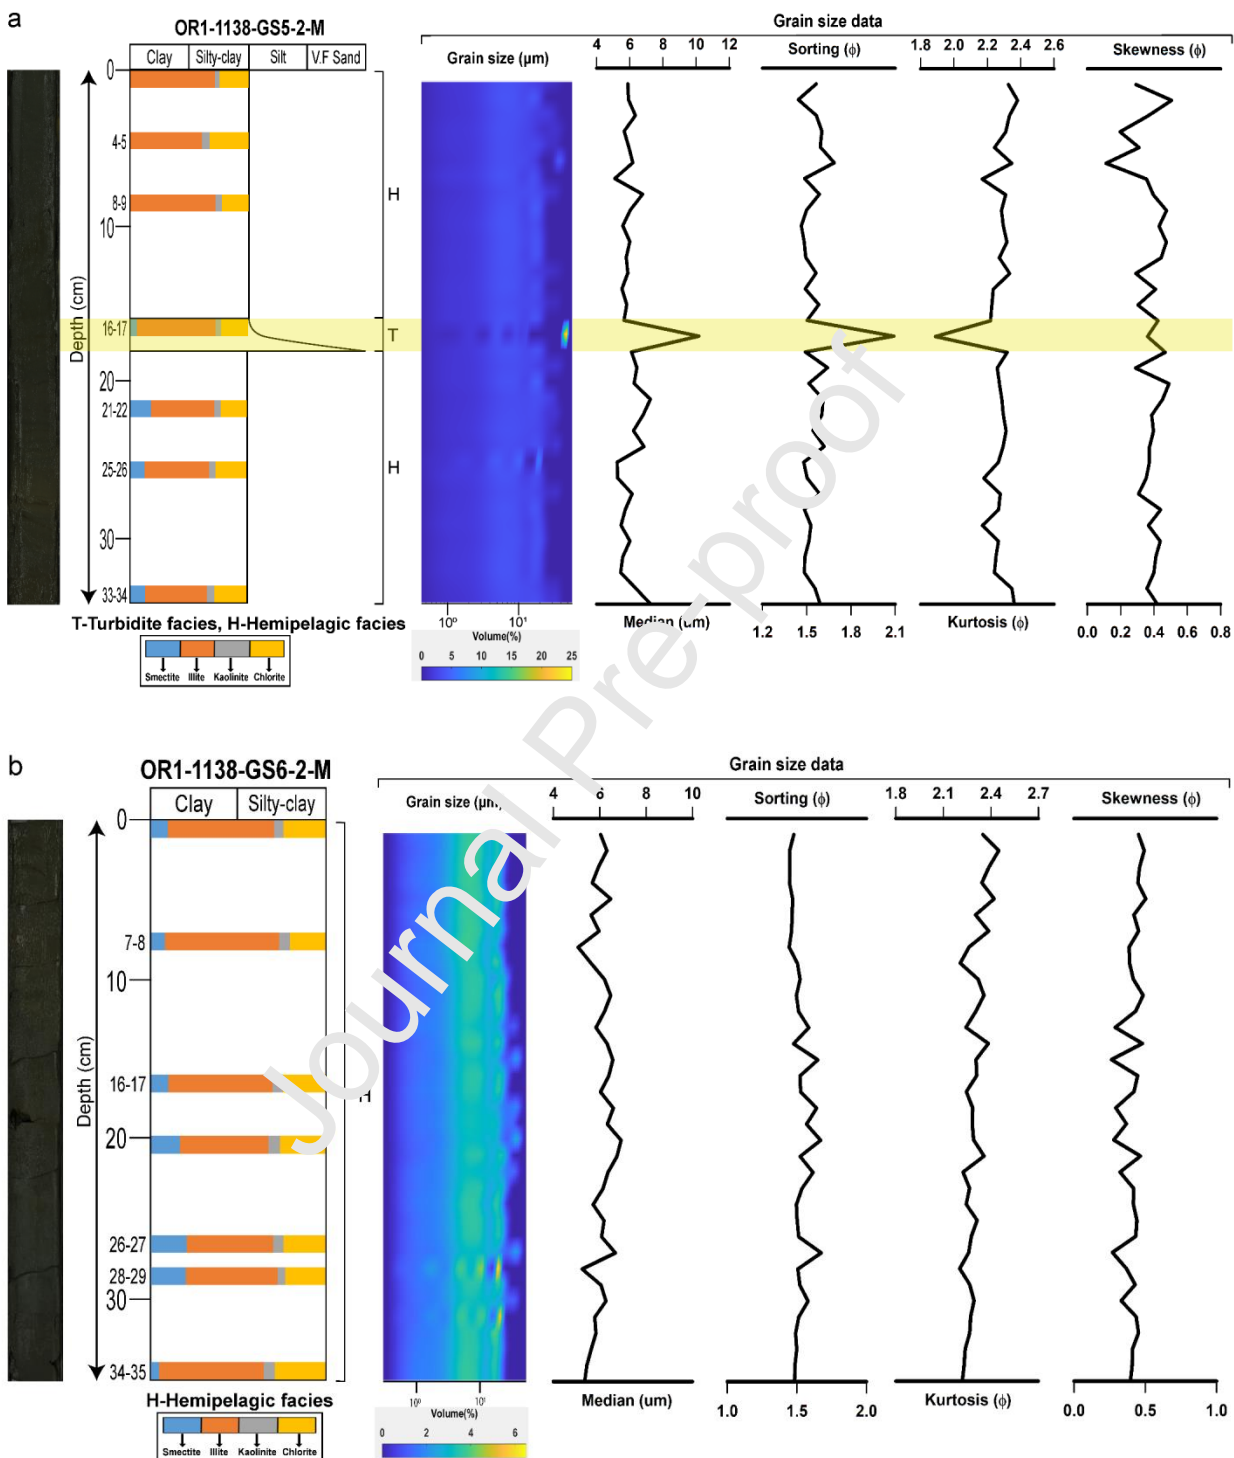 a
OR1-1138-GS5-2-M
Grain size data
Clay Silty-clay Silt V.F Sand
Grain size (µm)
4 6 8 10 12
Sorting (ϕ)
1.8 2.0 2.2 2.4 2.6
Skewness (ϕ)
0
4-5
8-9
10
16-17
20
21-22
25-26
30
33-34
Depth (cm)
H
T
H
10⁰ 10¹
Median (um)
1.2 1.5 1.8 2.1
Kurtosis (ϕ)
0.0 0.2 0.4 0.6 0.8
T-Turbidite facies, H-Hemipelagic facies
Smectite Illite Kaolinite Chlorite
Volume(%)
0 5 10 15 20 25
Journal Pre-proof
b
OR1-1138-GS6-2-M
Grain size data
Clay Silty-clay
Grain size (µm)
4 6 8 10
Sorting (ϕ)
1.8 2.1 2.4 2.7
Skewness (ϕ)
0
7-8
10
16-17
20
26-27
28-29
30
34-35
Depth (cm)
H
10⁰ 10¹
Median (um)
1.0 1.5 2.0
Kurtosis (ϕ)
0.0 0.5 1.0
H-Hemipelagic facies
Smectite Illite Kaolinite Chlorite
Volume(%)
0 2 4 6